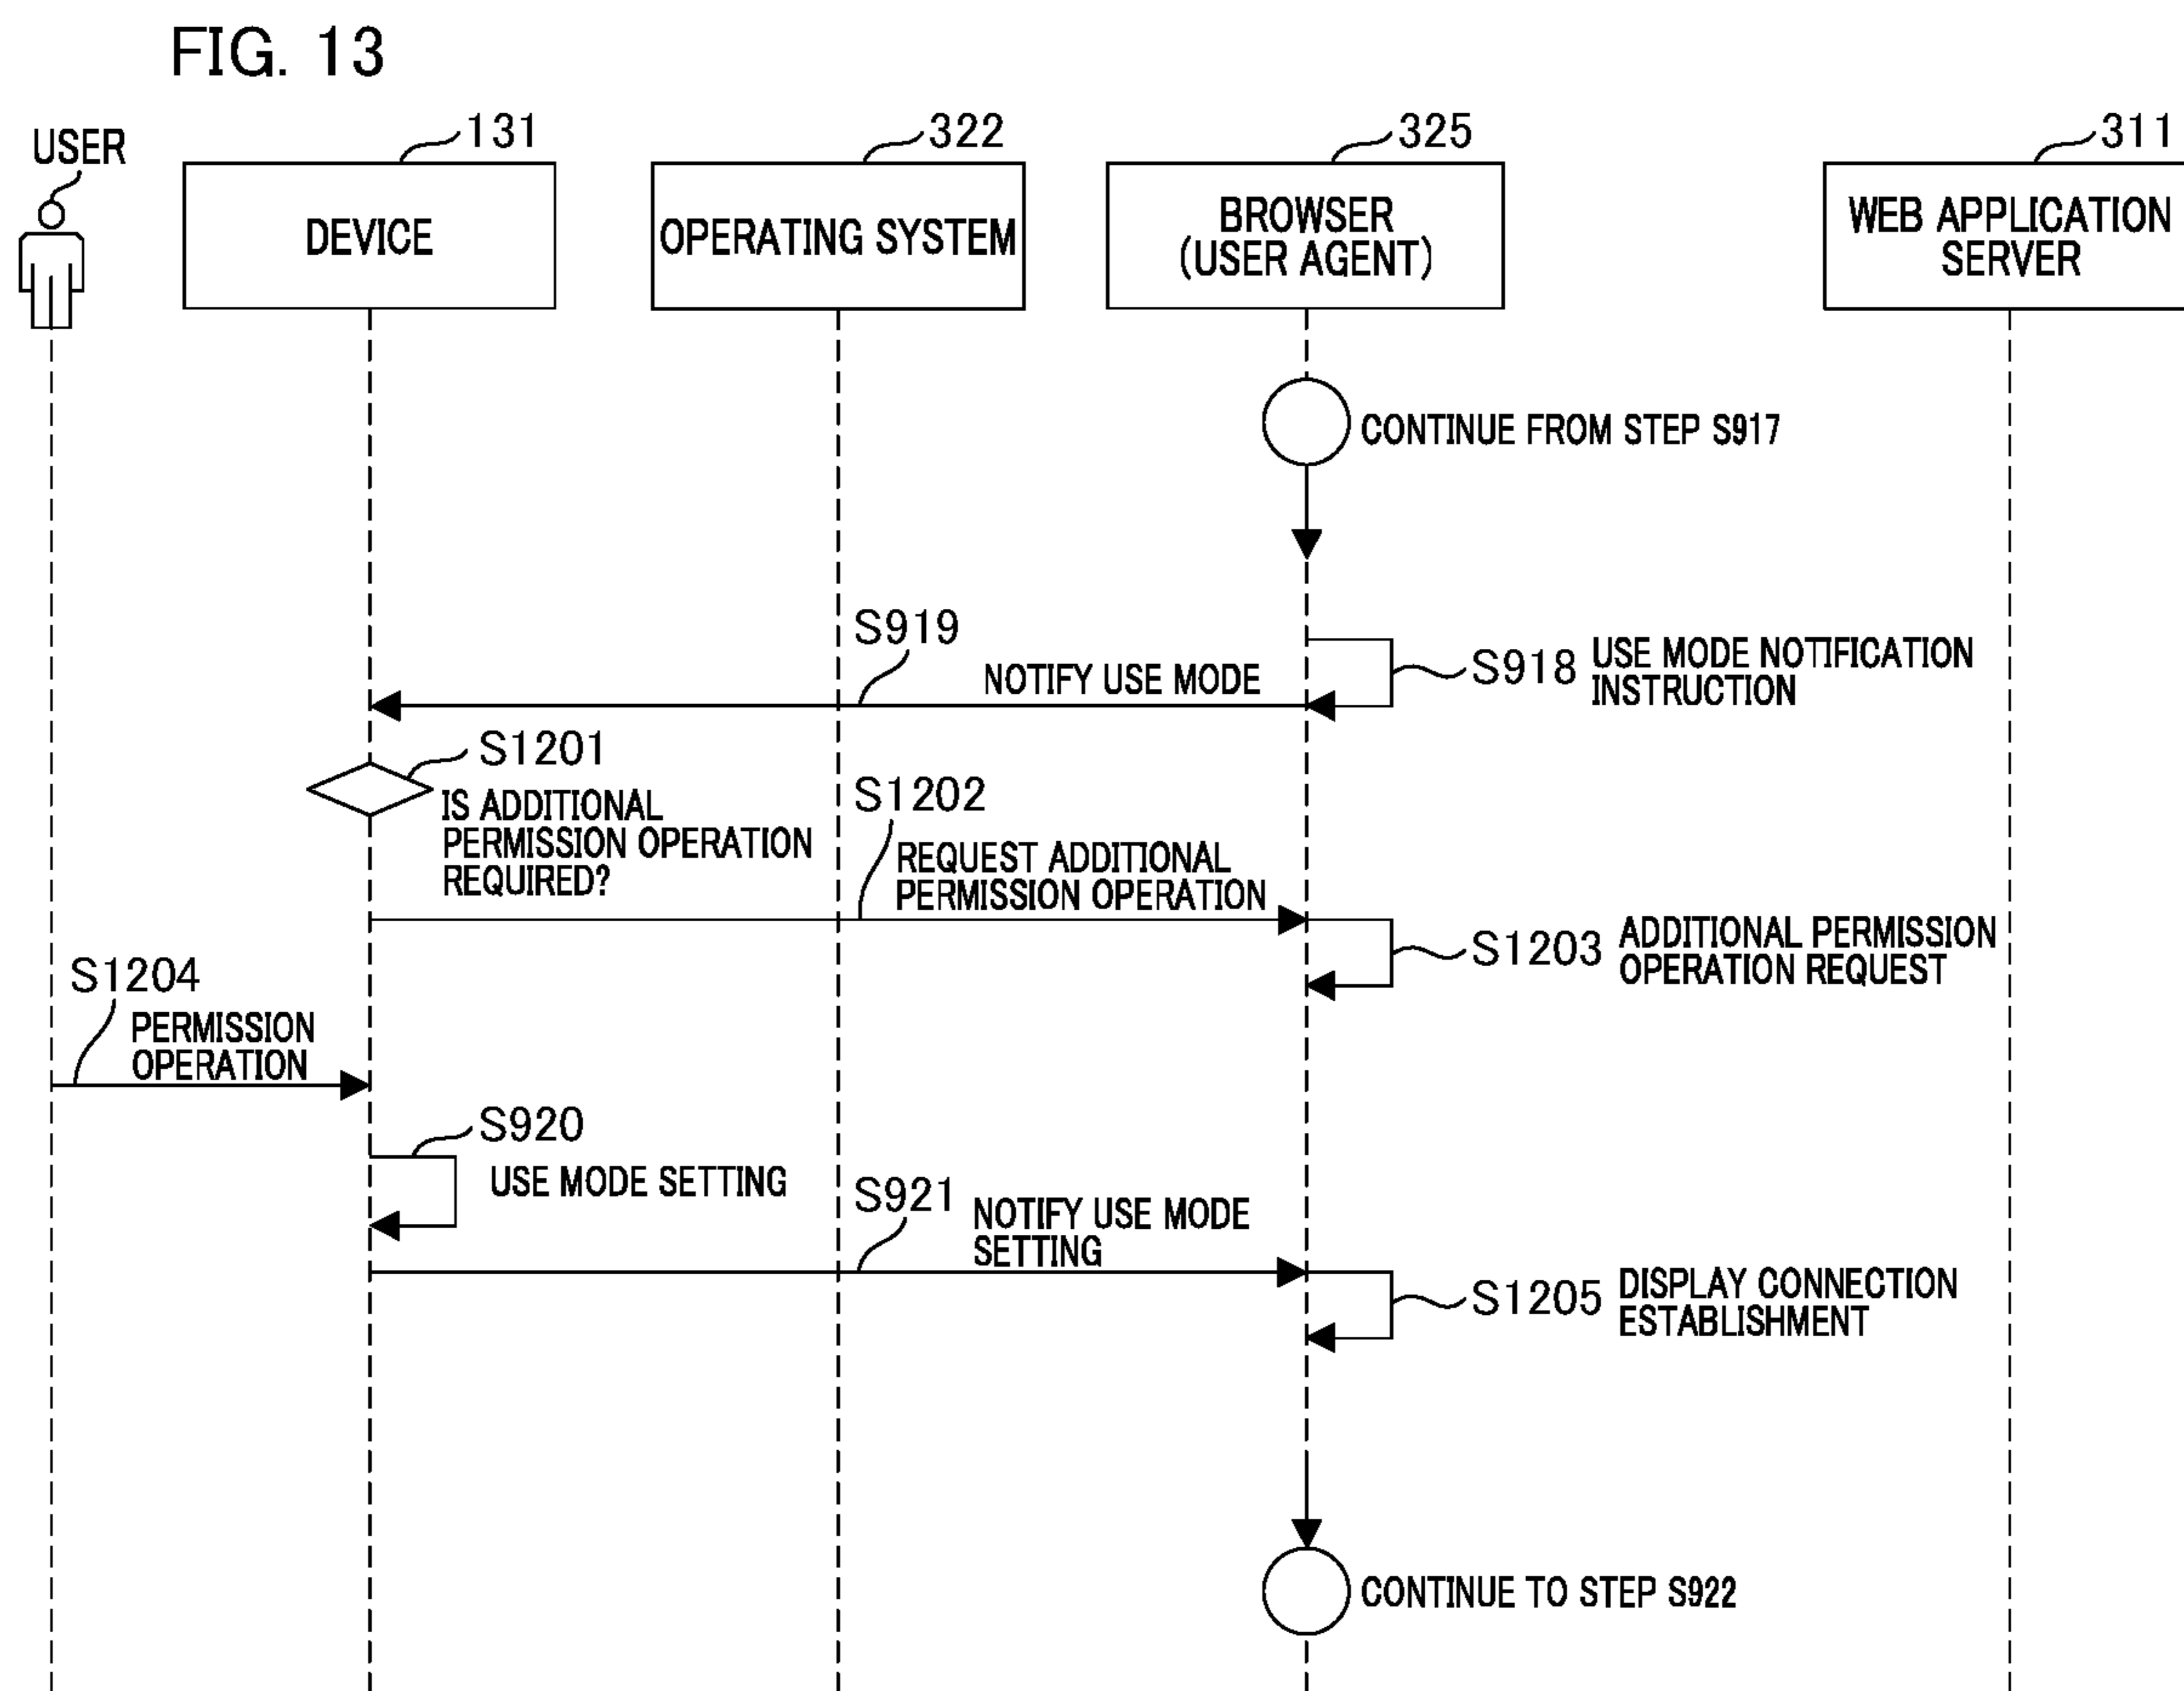 FIG. 13
USER
131
322
325
311
DEVICE
OPERATING SYSTEM
BROWSER
(USER AGENT)
WEB APPLICATION
SERVER
CONTINUE FROM STEP S917
S919
NOTIFY USE MODE
S918
USE MODE NOTIFICATION
INSTRUCTION
S1201
IS ADDITIONAL
PERMISSION OPERATION
REQUIRED?
S1202
REQUEST ADDITIONAL
PERMISSION OPERATION
S1203
ADDITIONAL PERMISSION
OPERATION REQUEST
S1204
PERMISSION
OPERATION
S920
USE MODE SETTING
S921
NOTIFY USE MODE
SETTING
S1205
DISPLAY CONNECTION
ESTABLISHMENT
CONTINUE TO STEP S922